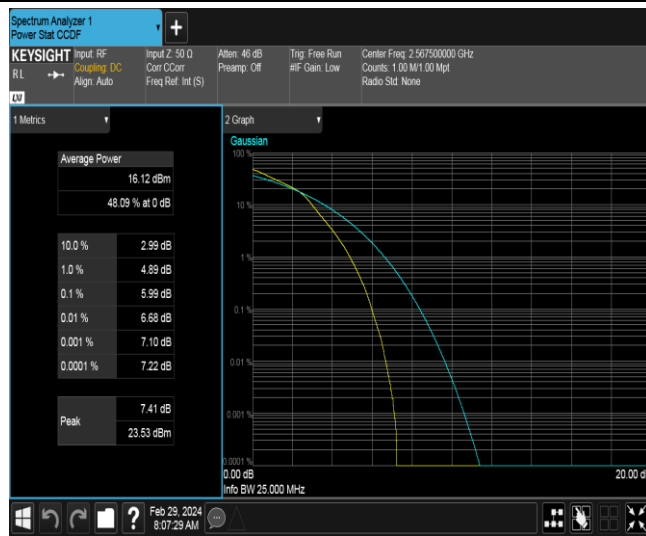 Spectrum Analyzer 1
Power Stat CCDF
+
KEYSIGHT Input: RF Input Z: 50 Ω Atten: 46 dB Trig: Free Run Center Freq: 2.567500000 GHz
RL Coupling: DC Corr CCorr Preamp: Off #IF Gain: Low Counts: 1.00 M/1.00 Mpt
Align: Auto Freq Ref: Int (S) Radio Std: None
LXI
1 Metrics
Average Power
16.12 dBm
48.09 % at 0 dB
10.0 % 2.99 dB
1.0 % 4.89 dB
0.1 % 5.99 dB
0.01 % 6.68 dB
0.001 % 7.10 dB
0.0001 % 7.22 dB
Peak
7.41 dB
23.53 dBm
2 Graph
Gaussian
100 %
10 %
1 %
0.1 %
0.01 %
0.001 %
0.0001 %
0.00 dB 20.00 d
Info BW 25.000 MHz
? Feb 29, 2024
8:07:29 AM